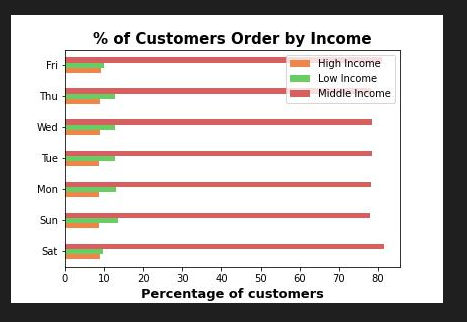 % of Customers Order by Income
Fri
Thu
Wed
Tue
Mon
Sun
Sat
High Income
Low Income
Middle Income
0 10 20 30 40 50 60 70 80
Percentage of customers